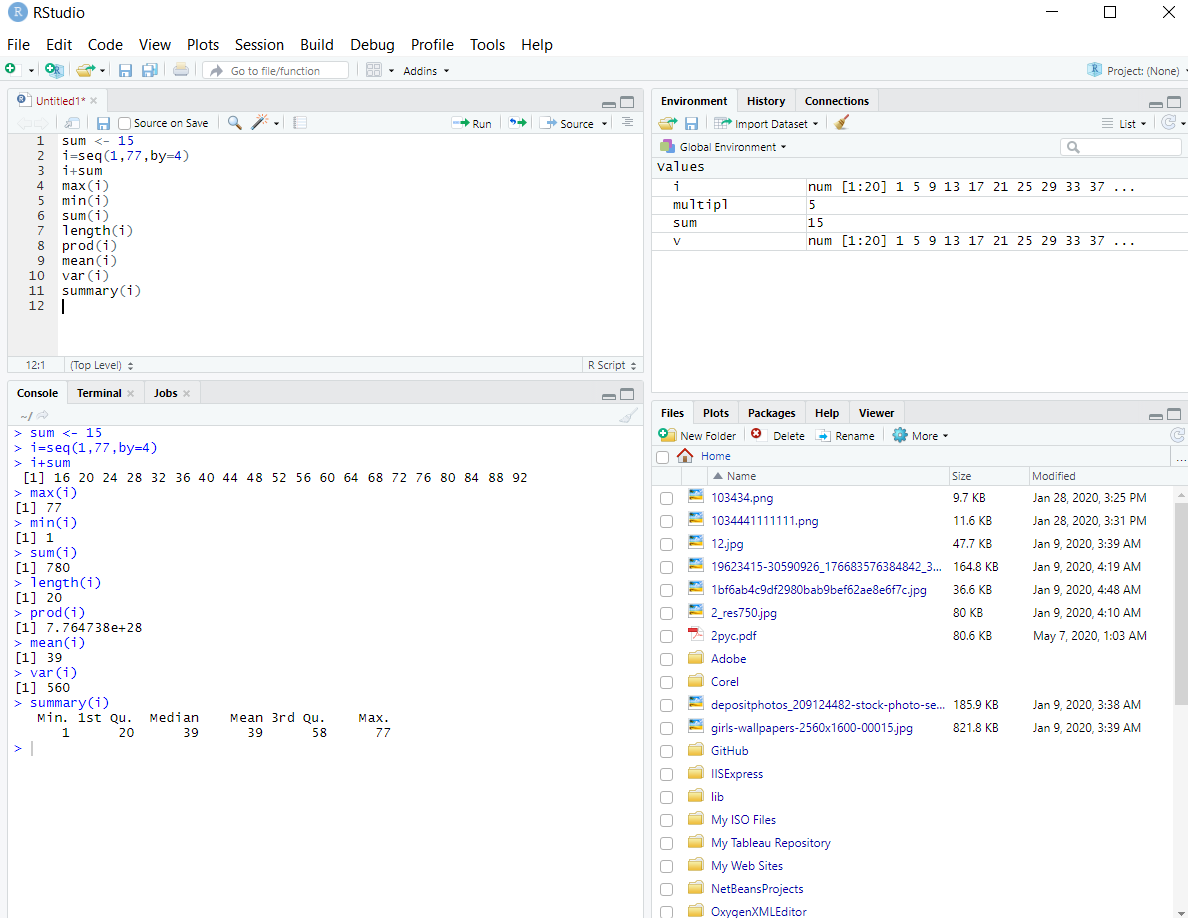 RStudio
File Edit Code View Plots Session Build Debug Profile Tools Help
Go to file/function Addins Project: (None)
Untitled1*
Source on Save Run Source
1 sum <- 15
2 i=seq(1,77,by=4)
3 i+sum
4 max(i)
5 min(i)
6 sum(i)
7 length(i)
8 prod(i)
9 mean(i)
10 var(i)
11 summary(i)
12
12:1 (Top Level) R Script
Console Terminal Jobs
~/
> sum <- 15
> i=seq(1,77,by=4)
> i+sum
[1] 16 20 24 28 32 36 40 44 48 52 56 60 64 68 72 76 80 84 88 92
> max(i)
[1] 77
> min(i)
[1] 1
> sum(i)
[1] 780
> length(i)
[1] 20
> prod(i)
[1] 7.764738e+28
> mean(i)
[1] 39
> var(i)
[1] 560
> summary(i)
Min. 1st Qu. Median Mean 3rd Qu. Max.
1 20 39 39 58 77
>
Environment History Connections
Import Dataset List
Global Environment
Values
i num [1:20] 1 5 9 13 17 21 25 29 33 37 ...
multipl 5
sum 15
v num [1:20] 1 5 9 13 17 21 25 29 33 37 ...
Files Plots Packages Help Viewer
New Folder Delete Rename More
Home ...
Name Size Modified
103434.png 9.7 KB Jan 28, 2020, 3:25 PM
1034441111111.png 11.6 KB Jan 28, 2020, 3:31 PM
12.jpg 47.7 KB Jan 9, 2020, 3:39 AM
19623415-30590926_176683576384842_3... 164.8 KB Jan 9, 2020, 4:19 AM
1bf6ab4c9df2980bab9bef62ae8e6f7c.jpg 36.6 KB Jan 9, 2020, 4:48 AM
2_res750.jpg 80 KB Jan 9, 2020, 4:10 AM
2pyc.pdf 80.6 KB May 7, 2020, 1:03 AM
Adobe
Corel
depositphotos_209124482-stock-photo-se... 185.9 KB Jan 9, 2020, 3:38 AM
girls-wallpapers-2560x1600-00015.jpg 821.8 KB Jan 9, 2020, 3:39 AM
GitHub
IISExpress
lib
My ISO Files
My Tableau Repository
My Web Sites
NetBeansProjects
OxygenXMLEditor